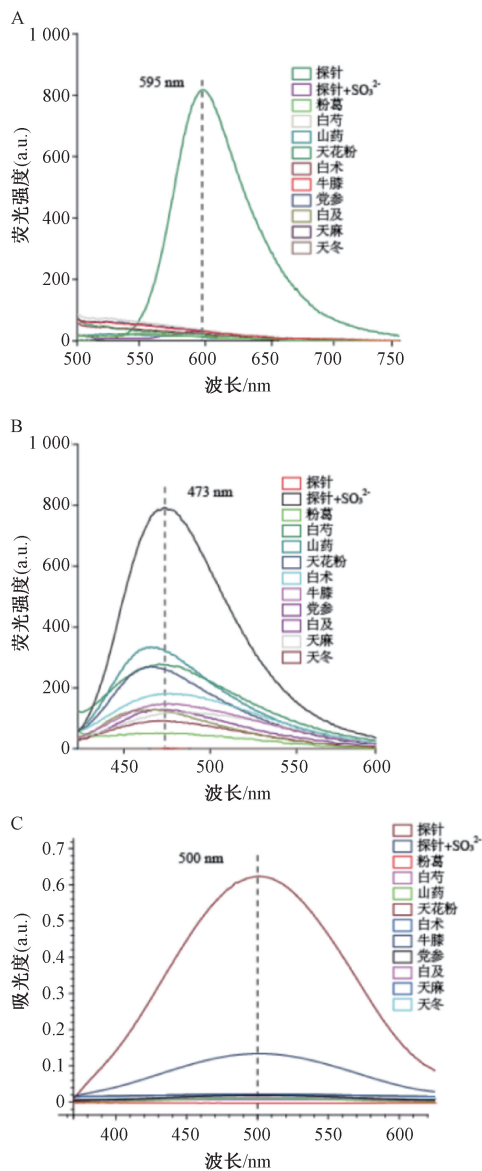 A
1 000
800
600
400
200
0
荧光强度(a.u.)
595 nm
探针
探针+SO₃²⁻
粉葛
白芍
山药
天花粉
白术
牛膝
党参
白及
天麻
天冬
500
550
600
650
700
750
波长/nm
B
1 000
800
600
400
200
0
荧光强度(a.u.)
473 nm
探针
探针+SO₃²⁻
粉葛
白芍
山药
天花粉
白术
牛膝
党参
白及
天麻
天冬
450
500
550
600
波长/nm
C
0.7
0.6
0.5
0.4
0.3
0.2
0.1
0
吸光度(a.u.)
500 nm
探针
探针+SO₃²⁻
粉葛
白芍
山药
天花粉
白术
牛膝
党参
白及
天麻
天冬
400
450
500
550
600
波长/nm